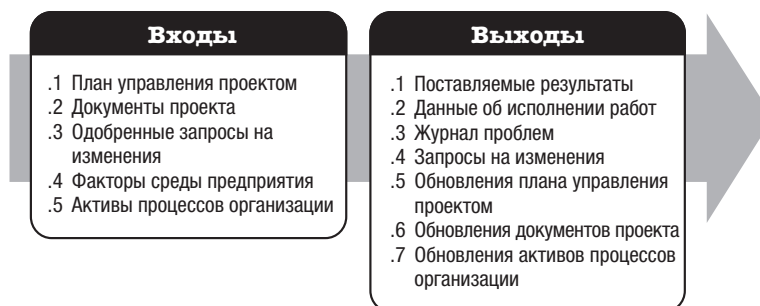 Входы
.1 План управления проектом
.2 Документы проекта
.3 Одобренные запросы на
изменения
.4 Факторы среды предприятия
.5 Активы процессов организации
Выходы
.1 Поставляемые результаты
.2 Данные об исполнении работ
.3 Журнал проблем
.4 Запросы на изменения
.5 Обновления плана управления
проектом
.6 Обновления документов проекта
.7 Обновления активов процессов
организации